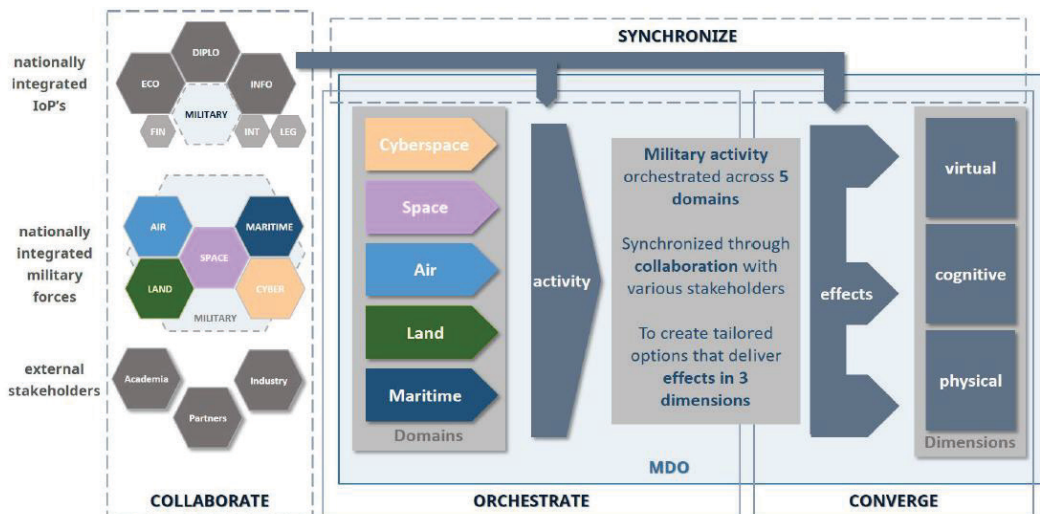 nationally
integrated
IoP's
DIPLO
ECO
INFO
MILITARY
FIN
INT
LEG
nationally
integrated
military
forces
AIR
MARITIME
SPACE
LAND
CYBER
MILITARY
external
stakeholders
Academia
Industry
Partners
COLLABORATE
SYNCHRONIZE
Cyberspace
Space
Air
Land
Maritime
Domains
activity
Military activity
orchestrated across 5
domains
Synchronized through
collaboration with
various stakeholders
To create tailored
options that deliver
effects in 3
dimensions
effects
virtual
cognitive
physical
Dimensions
MDO
ORCHESTRATE
CONVERGE